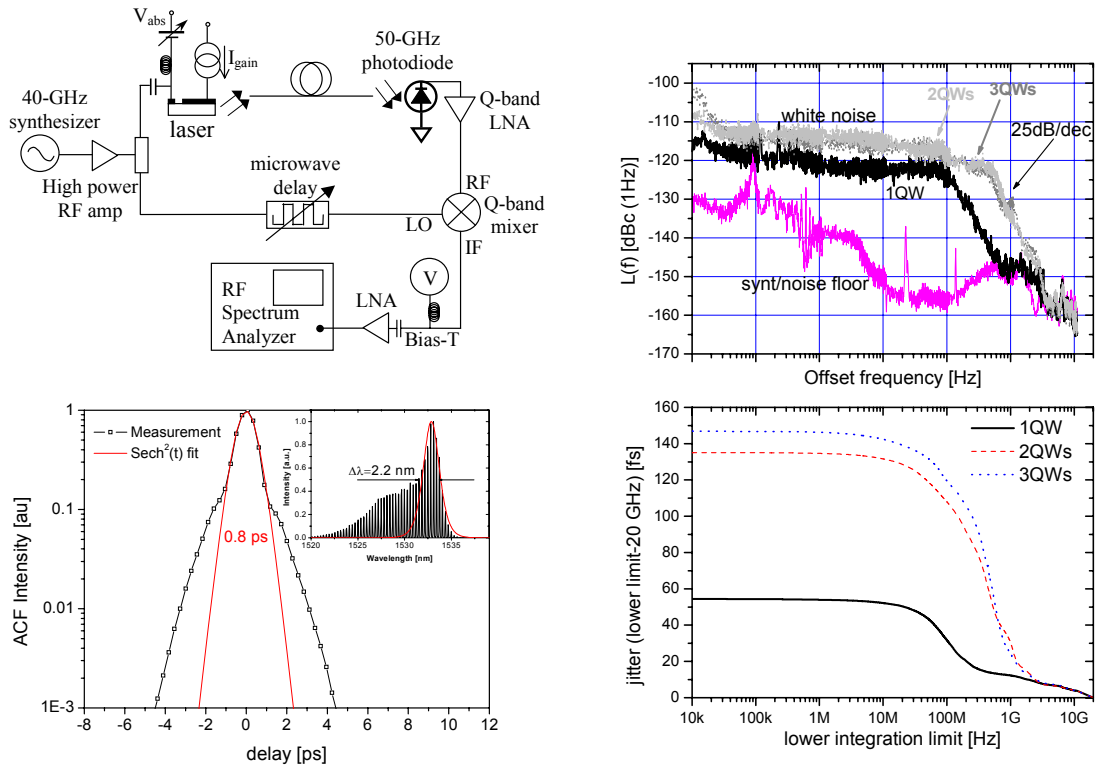 V_abs
I_gain
40-GHz
synthesizer
laser
High power
RF amp
50-GHz
photodiode
Q-band
LNA
microwave
delay
RF
LO
Q-band
mixer
IF
V
LNA
Bias-T
RF
Spectrum
Analyzer
L(f) [dBc (1Hz)]
-100
-110
-120
-130
-140
-150
-160
-170
2QWs
3QWs
white noise
25dB/dec
1QW
synt/noise floor
Offset frequency [Hz]
ACF Intensity [au]
1
0.1
0.01
1E-3
Measurement
Sech²(t) fit
0.8 ps
-8 -6 -4 -2 0 2 4 6 8 10 12
delay [ps]
Intensity [a.u.]
1.0
0.8
0.6
0.4
0.2
0.0
Δλ=2.2 nm
1520 1525 1530 1535
Wavelength [nm]
jitter (lower limit-20 GHz) [fs]
160
140
120
100
80
60
40
20
0
1QW
2QWs
3QWs
10k 100k 1M 10M 100M 1G 10G
lower integration limit [Hz]